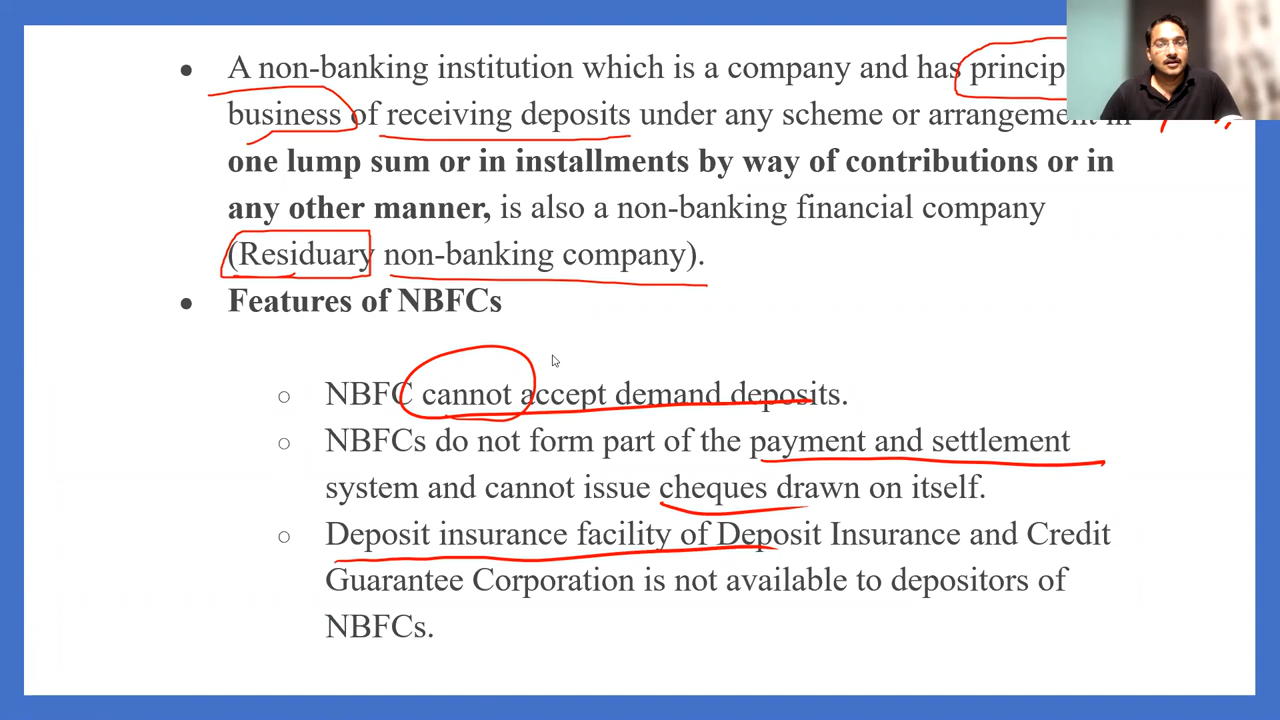 A non-banking institution which is a company and has princip
business of receiving deposits under any scheme or arrangement in
one lump sum or in installments by way of contributions or in
any other manner, is also a non-banking financial company
(Residuary non-banking company).
Features of NBFCs
NBFC cannot accept demand deposits.
NBFCs do not form part of the payment and settlement
system and cannot issue cheques drawn on itself.
Deposit insurance facility of Deposit Insurance and Credit
Guarantee Corporation is not available to depositors of
NBFCs.